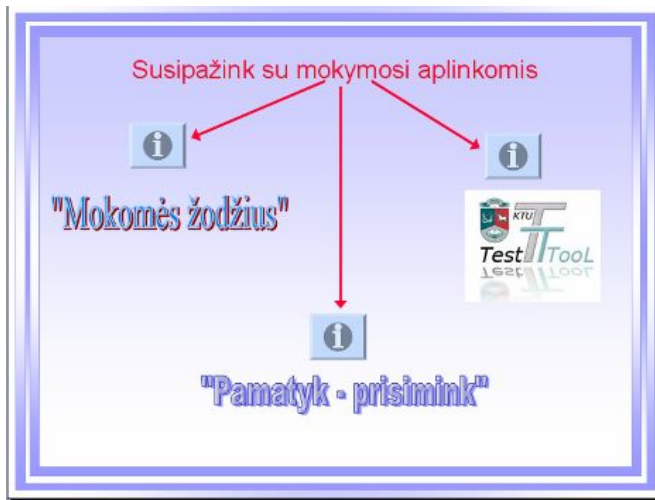 Susipažink su mokymosi aplinkomis
"Mokomės žodžius"
KTU
Test TooL
"Pamatyk - prisimink"